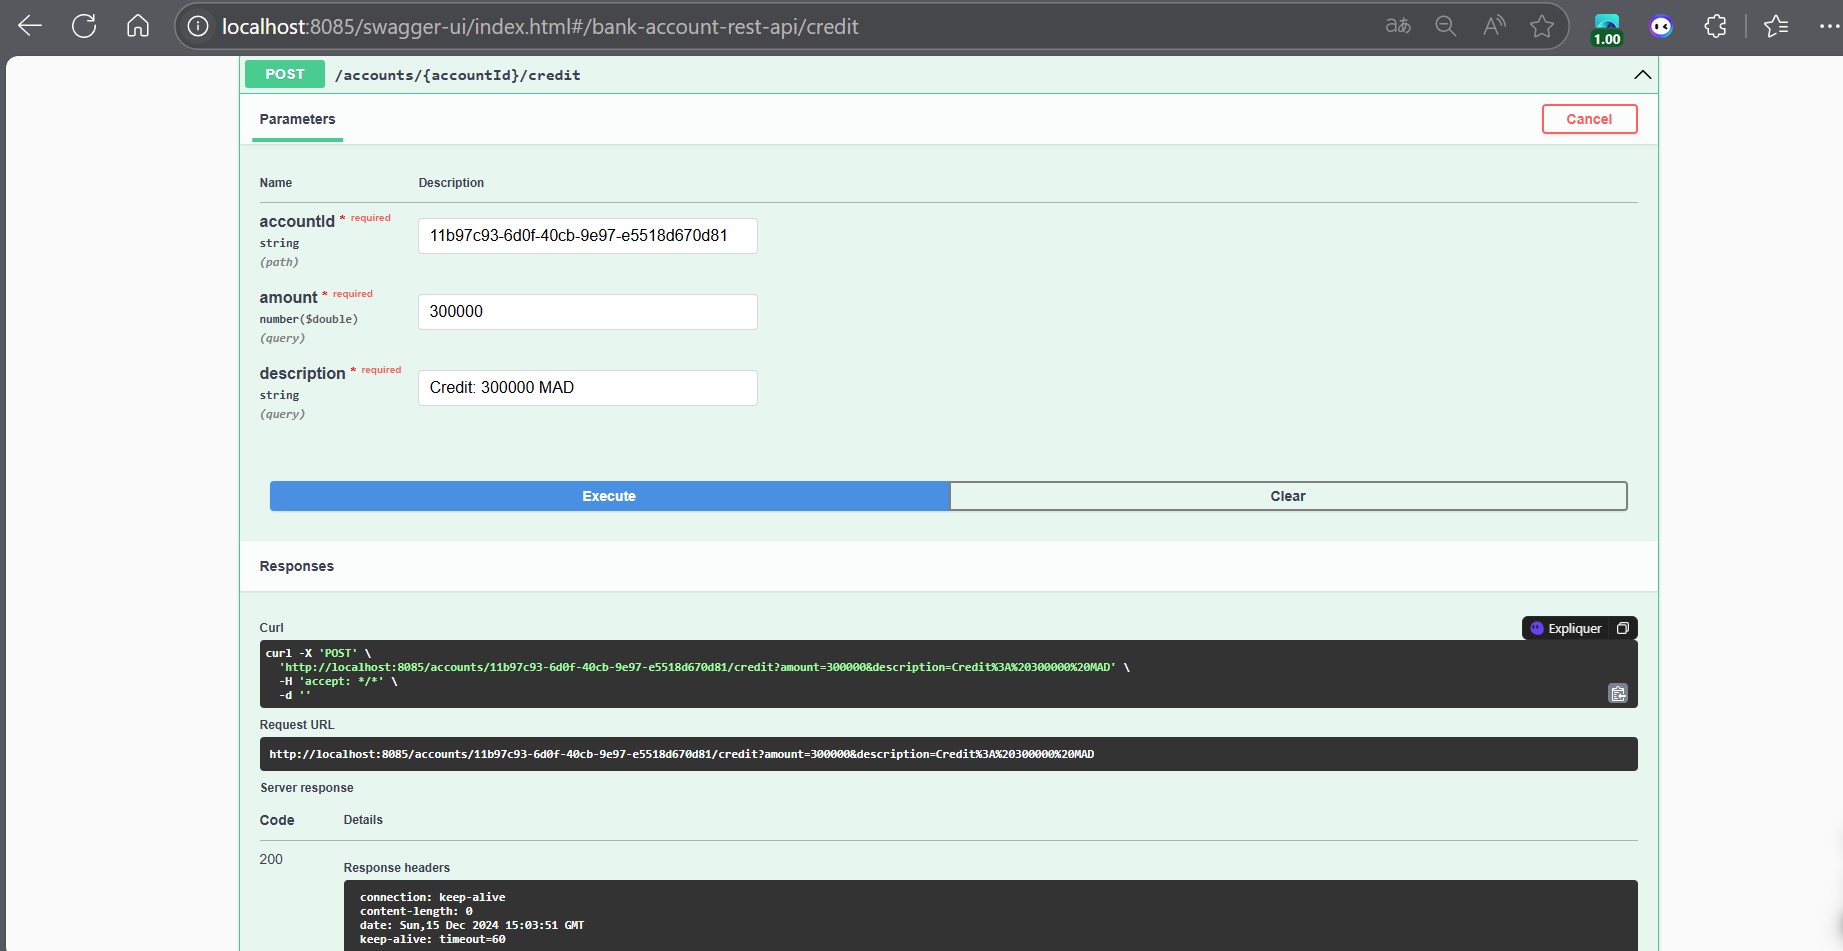 localhost:8085/swagger-ui/index.html#/bank-account-rest-api/credit
aあ
1.00
POST /accounts/{accountId}/credit
Parameters
Cancel
Name Description
accountId * required
string
(path)
11b97c93-6d0f-40cb-9e97-e5518d670d81
amount * required
number($double)
(query)
300000
description * required
string
(query)
Credit: 300000 MAD
Execute
Clear
Responses
Curl
Expliquer
curl -X 'POST' \
'http://localhost:8085/accounts/11b97c93-6d0f-40cb-9e97-e5518d670d81/credit?amount=300000&description=Credit%3A%20300000%20MAD' \
-H 'accept: */*' \
-d ''
Request URL
http://localhost:8085/accounts/11b97c93-6d0f-40cb-9e97-e5518d670d81/credit?amount=300000&description=Credit%3A%20300000%20MAD
Server response
Code Details
200
Response headers
connection: keep-alive
content-length: 0
date: Sun,15 Dec 2024 15:03:51 GMT
keep-alive: timeout=60